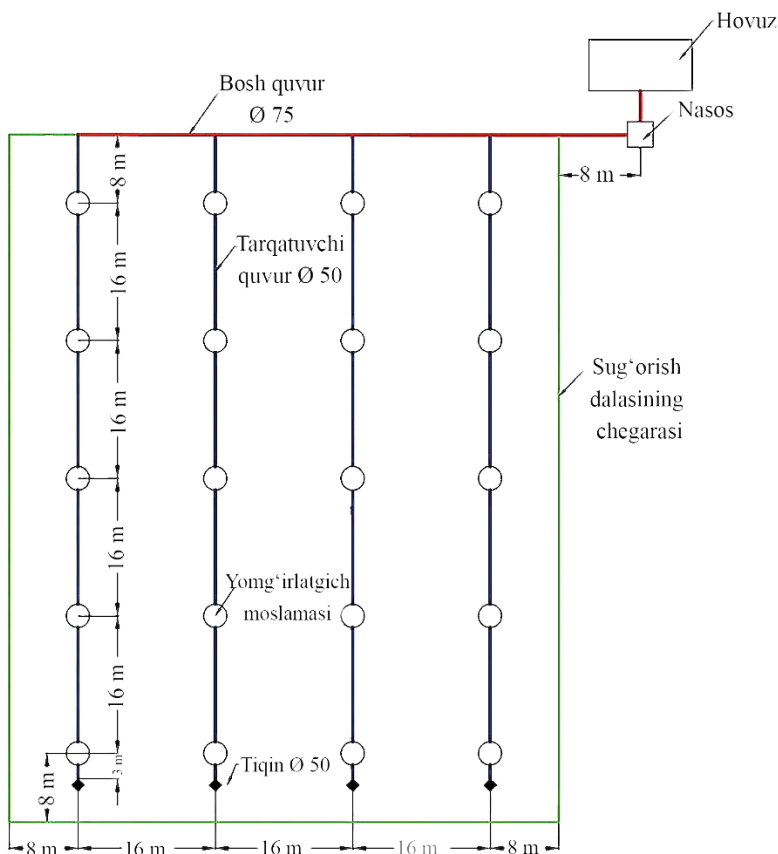 Hovuz
Bosh quvur
Ø 75
Nasos
8 m
8 m
16 m
Tarqatuvchi
quvur Ø 50
16 m
Sug‘orish
dalasining
chegarasi
16 m
Yomg‘irlatgich
moslamasi
16 m
3 m
Tiqin Ø 50
8 m
8 m
16 m
16 m
16 m
8 m